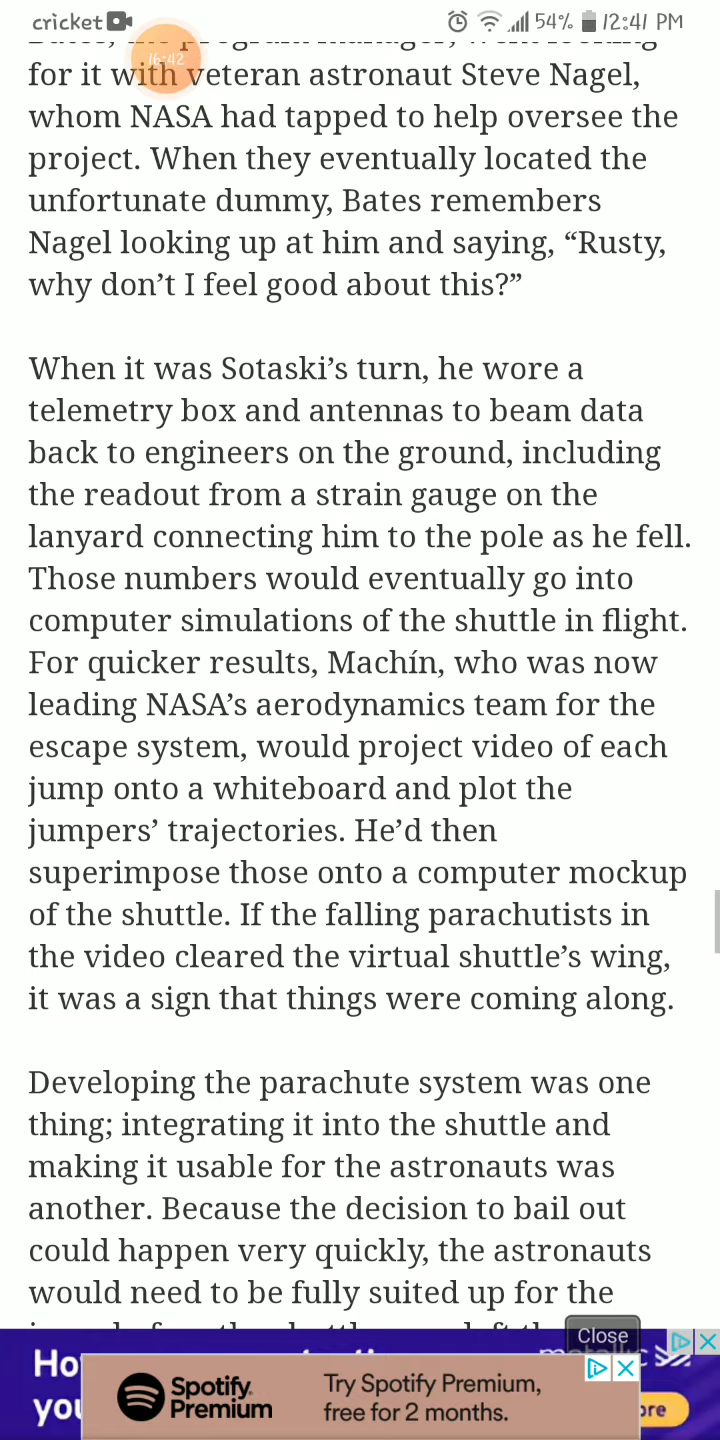 cricket 54% 12:41 PM
16:42
for it with veteran astronaut Steve Nagel,
whom NASA had tapped to help oversee the
project. When they eventually located the
unfortunate dummy, Bates remembers
Nagel looking up at him and saying, “Rusty,
why don’t I feel good about this?”
When it was Sotaski’s turn, he wore a
telemetry box and antennas to beam data
back to engineers on the ground, including
the readout from a strain gauge on the
lanyard connecting him to the pole as he fell.
Those numbers would eventually go into
computer simulations of the shuttle in flight.
For quicker results, Machín, who was now
leading NASA’s aerodynamics team for the
escape system, would project video of each
jump onto a whiteboard and plot the
jumpers’ trajectories. He’d then
superimpose those onto a computer mockup
of the shuttle. If the falling parachutists in
the video cleared the virtual shuttle’s wing,
it was a sign that things were coming along.
Developing the parachute system was one
thing; integrating it into the shuttle and
making it usable for the astronauts was
another. Because the decision to bail out
could happen very quickly, the astronauts
would need to be fully suited up for the
Close
Spotify Premium
Try Spotify Premium,
free for 2 months.